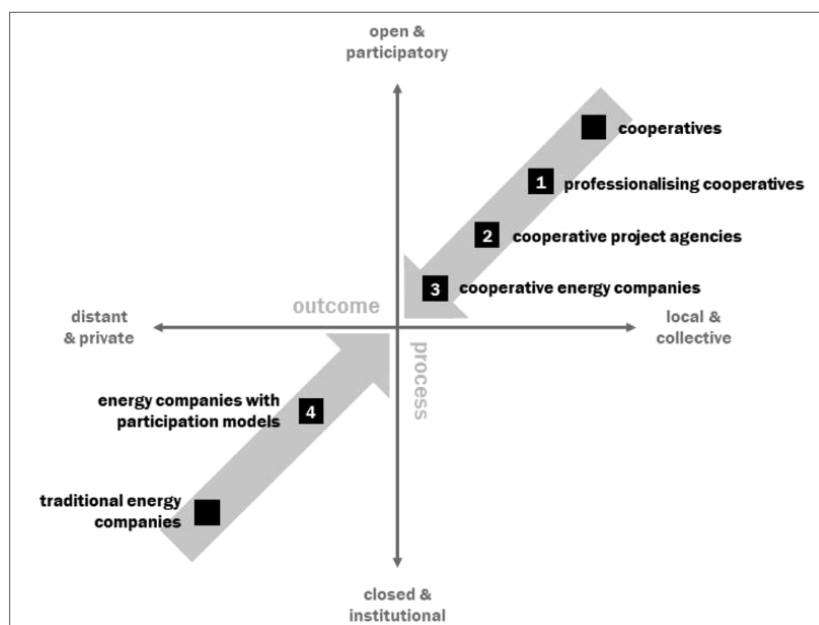 open &
participatory
cooperatives
1
professionalising cooperatives
2
cooperative project agencies
3
cooperative energy companies
outcome
distant
& private
local &
collective
process
energy companies with
participation models
4
traditional energy
companies
closed &
institutional